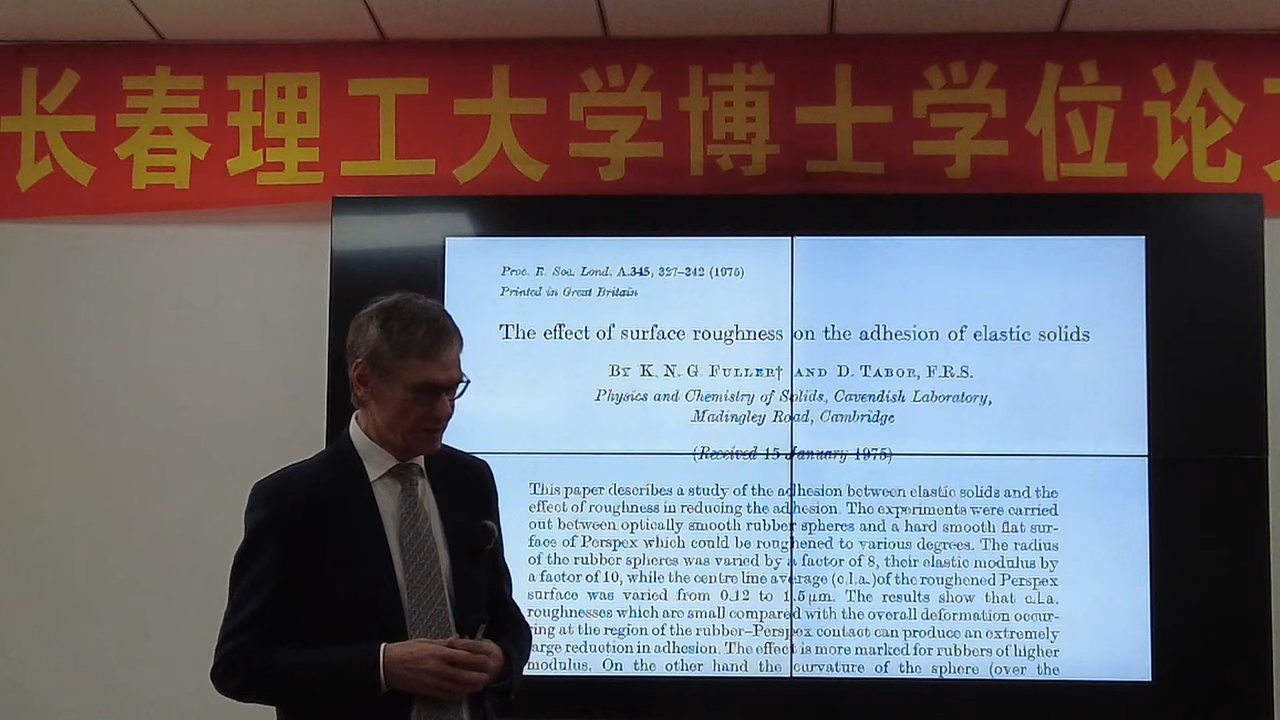 长春理工大学博士学位论
Proc. R. Soc. Lond. A.345, 327–342 (1975)
Printed in Great Britain
The effect of surface roughness on the adhesion of elastic solids
BY K. N. G. FULLER† AND D. TABOR, F.R.S.
Physics and Chemistry of Solids, Cavendish Laboratory,
Madingley Road, Cambridge
(Received 15 January 1975)
This paper describes a study of the adhesion between elastic solids and the
effect of roughness in reducing the adhesion. The experiments were carried
out between optically smooth rubber spheres and a hard smooth flat sur-
face of Perspex which could be roughened to various degrees. The radius
of the rubber spheres was varied by a factor of 8, their elastic modulus by
a factor of 10, while the centre line average (c.l.a.)of the roughened Perspex
surface was varied from 0.12 to 1.5 μm. The results show that c.l.a.
roughnesses which are small compared with the overall deformation occur-
ring at the region of the rubber–Perspex contact can produce an extremely
large reduction in adhesion. The effect is more marked for rubbers of higher
modulus. On the other hand the curvature of the sphere (over the